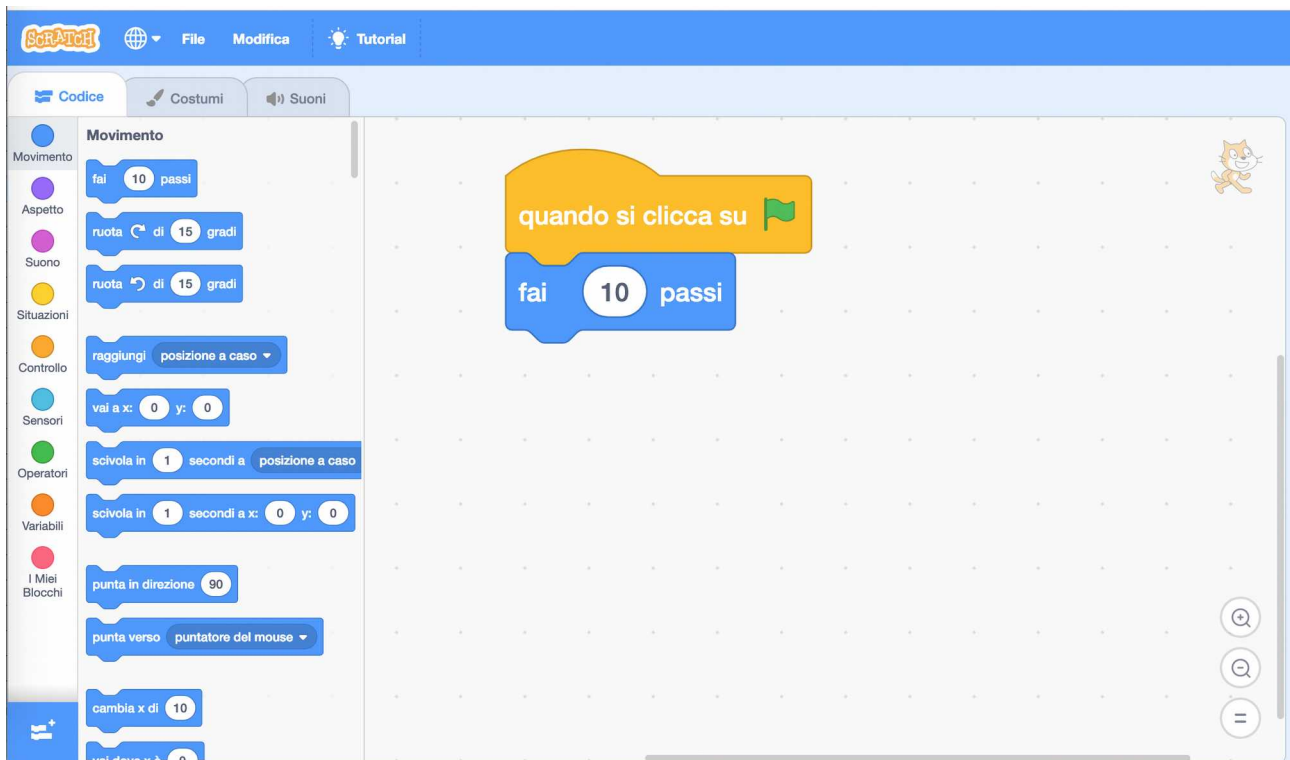 SCRATCH File Modifica Tutorial
Codice Costumi Suoni
Movimento
Aspetto
Suono
Situazioni
Controllo
Sensori
Operatori
Variabili
I Miei
Blocchi
Movimento
fai 10 passi
ruota di 15 gradi
ruota di 15 gradi
raggiungi posizione a caso
vai a x: 0 y: 0
scivola in 1 secondi a posizione a caso
scivola in 1 secondi a x: 0 y: 0
punta in direzione 90
punta verso puntatore del mouse
cambia x di 10
vai dove x è 0
quando si clicca su
fai 10 passi